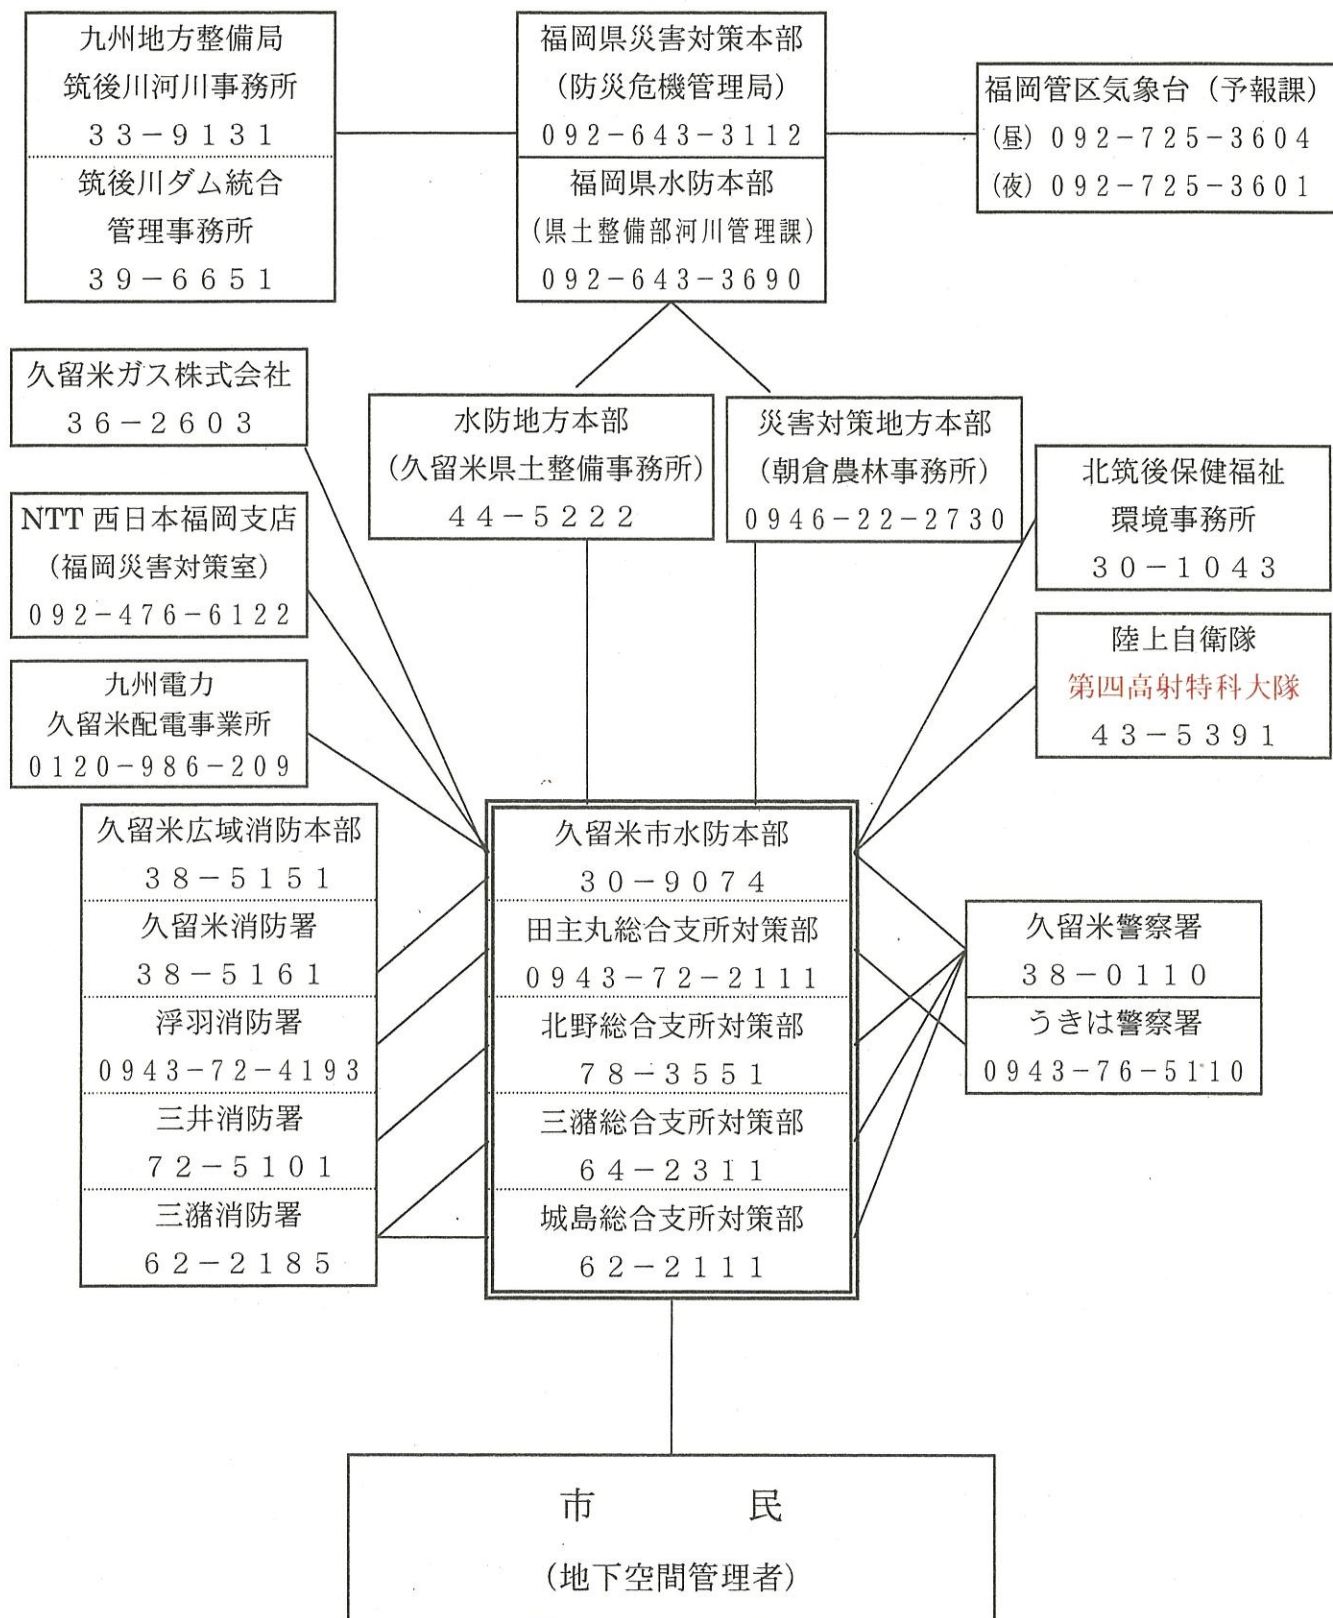 九州地方整備局
筑後川河川事務所
33-9131
筑後川ダム統合
管理事務所
39-6651
福岡県災害対策本部
(防災危機管理局)
092-643-3112
福岡県水防本部
(県土整備部河川管理課)
092-643-3690
福岡管区気象台(予報課)
(昼)092-725-3604
(夜)092-725-3601
久留米ガス株式会社
36-2603
NTT 西日本福岡支店
(福岡災害対策室)
092-476-6122
九州電力
久留米配電事業所
0120-986-209
水防地方本部
(久留米県土整備事務所)
44-5222
災害対策地方本部
(朝倉農林事務所)
0946-22-2730
北筑後保健福祉
環境事務所
30-1043
陸上自衛隊
第四高射特科大隊
43-5391
久留米広域消防本部
38-5151
久留米消防署
38-5161
浮羽消防署
0943-72-4193
三井消防署
72-5101
三潴消防署
62-2185
久留米市水防本部
30-9074
田主丸総合支所対策部
0943-72-2111
北野総合支所対策部
78-3551
三潴総合支所対策部
64-2311
城島総合支所対策部
62-2111
久留米警察署
38-0110
うきは警察署
0943-76-5110
市 民
(地下空間管理者)